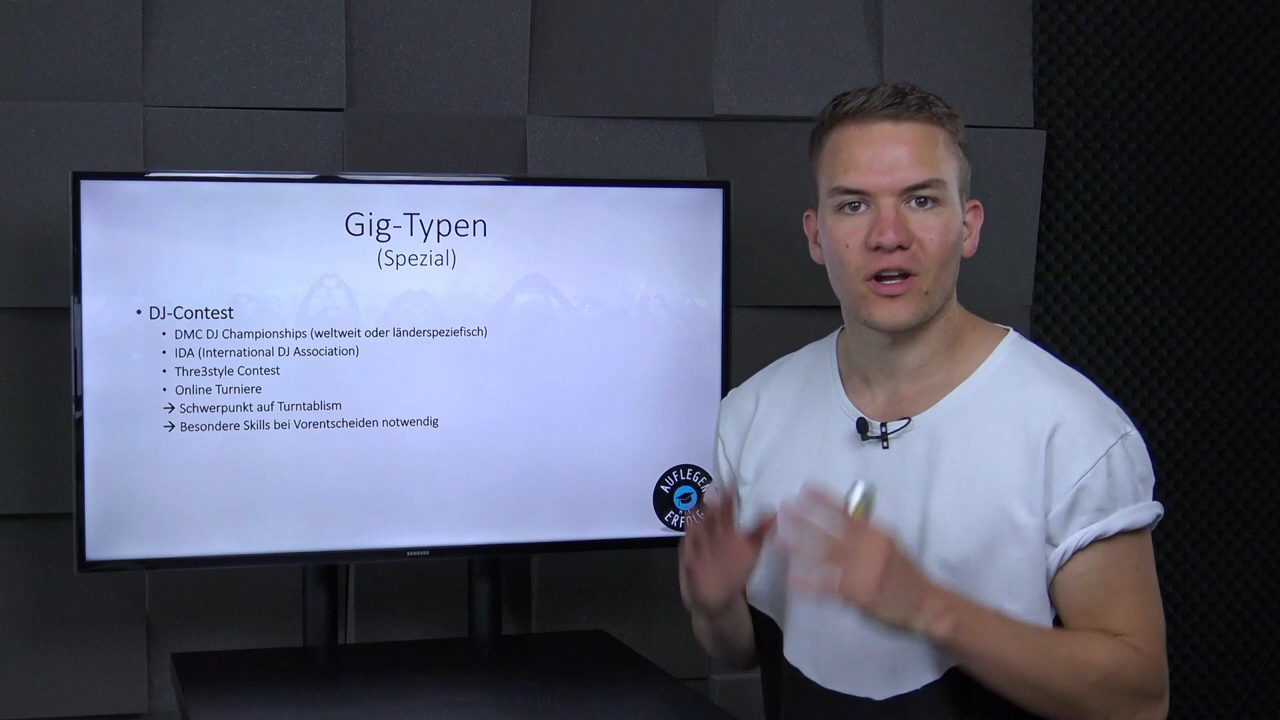 Gig-Typen
(Spezial)
• DJ-Contest
• DMC DJ Championships (weltweit oder länderspeziefisch)
• IDA (International DJ Association)
• Thre3style Contest
• Online Turniere
→ Schwerpunkt auf Turntablism
→ Besondere Skills bei Vorentscheiden notwendig
AUFLEGEN
ERFOLG
SAMSUNG